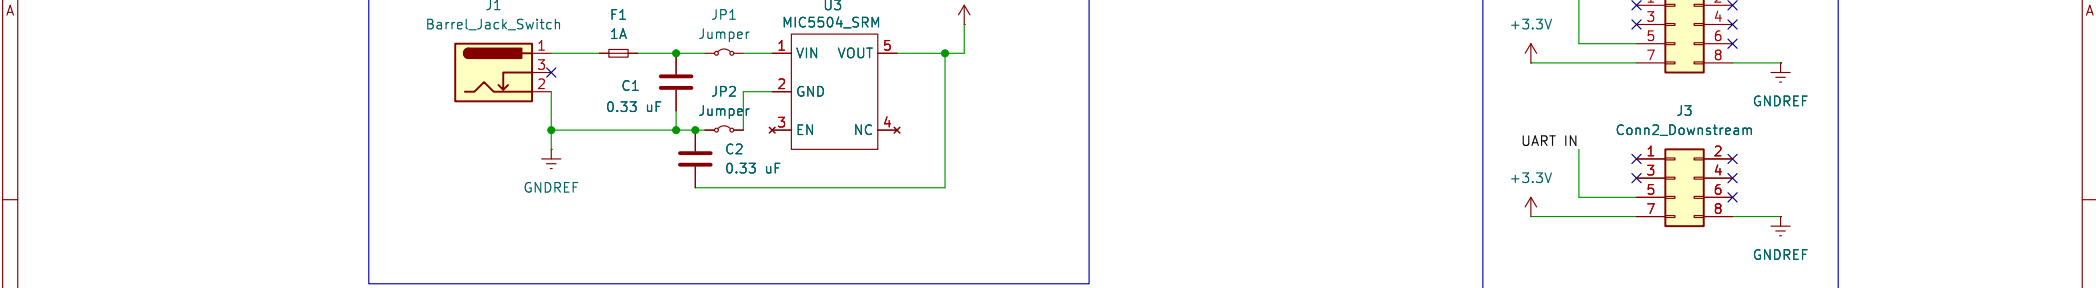 A
J1
Barrel_Jack_Switch
1
3
2
F1
1A
C1
0.33 uF
JP1
Jumper
JP2
Jumper
C2
0.33 uF
GNDREF
U3
MIC5504_SRM
1 VIN VOUT 5
2 GND
3 EN NC 4
+3.3V
1 2
3 4
5 6
7 8
GNDREF
J3
Conn2_Downstream
UART IN
+3.3V
1 2
3 4
5 6
7 8
GNDREF
A